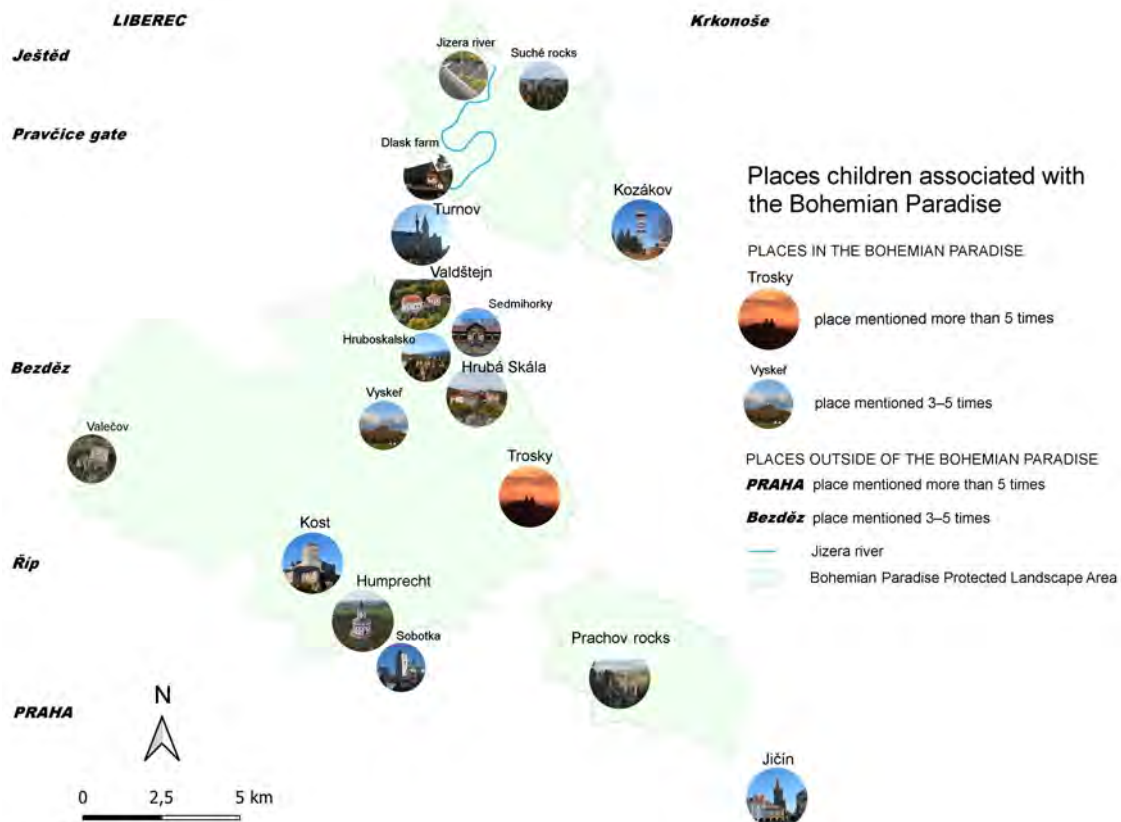 LIBEREC
Krkonoše
Ještěd
Jizera river
Suché rocks
Pravčice gate
Dlask farm
Kozákov
Turnov
Valdštejn
Sedmihorky
Hruboskalsko
Hrubá Skála
Bezděz
Vyskeř
Valečov
Trosky
Kost
Říp
Humprecht
Sobotka
Prachov rocks
PRAHA
Jičín
N
0 2,5 5 km
Places children associated with
the Bohemian Paradise
PLACES IN THE BOHEMIAN PARADISE
Trosky
place mentioned more than 5 times
Vyskeř
place mentioned 3–5 times
PLACES OUTSIDE OF THE BOHEMIAN PARADISE
PRAHA place mentioned more than 5 times
Bezděz place mentioned 3–5 times
Jizera river
Bohemian Paradise Protected Landscape Area